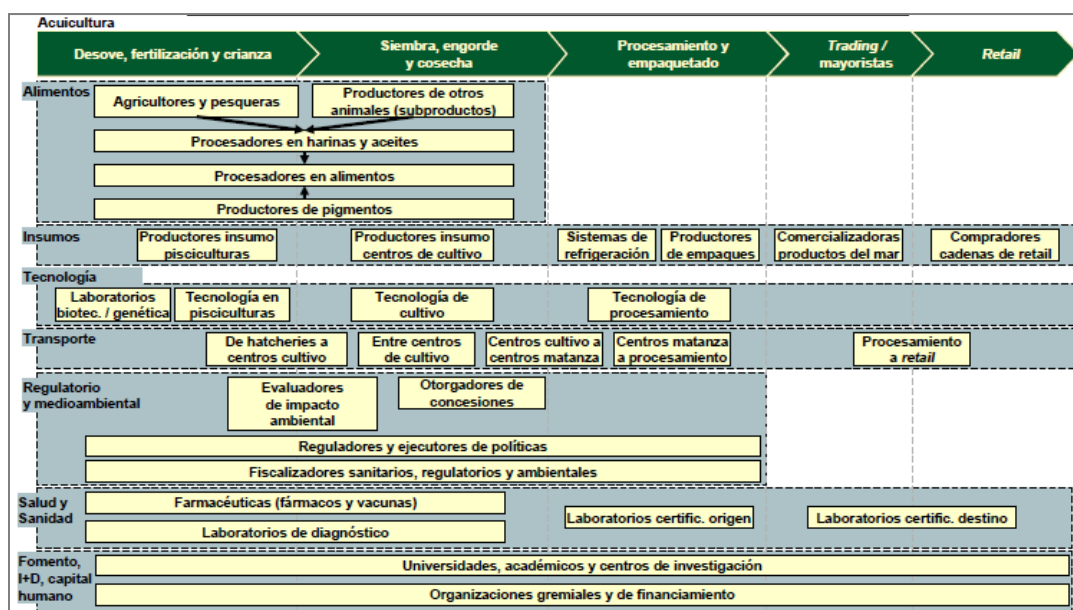 Acuicultura
Desove, fertilización y crianza
Siembra, engorde
y cosecha
Procesamiento y
empaquetado
Trading /
mayoristas
Retail
Alimentos
Agricultores y pesqueras
Productores de otros
animales (subproductos)
Procesadores en harinas y aceites
Procesadores en alimentos
Productores de pigmentos
Insumos
Productores insumo
pisciculturas
Productores insumo
centros de cultivo
Sistemas de
refrigeración
Productores
de empaques
Comercializadoras
productos del mar
Compradores
cadenas de retail
Tecnología
Laboratorios
biotec. / genética
Tecnología en
pisciculturas
Tecnología de
cultivo
Tecnología de
procesamiento
Transporte
De hatcheries a
centros cultivo
Entre centros
de cultivo
Centros cultivo a
centros matanza
Centros matanza
a procesamiento
Procesamiento
a retail
Regulatorio
y medioambiental
Evaluadores
de impacto
ambiental
Otorgadores de
concesiones
Reguladores y ejecutores de políticas
Fiscalizadores sanitarios, regulatorios y ambientales
Salud y
Sanidad
Farmacéuticas (fármacos y vacunas)
Laboratorios de diagnóstico
Laboratorios certific. origen
Laboratorios certific. destino
Fomento,
I+D, capital
humano
Universidades, académicos y centros de investigación
Organizaciones gremiales y de financiamiento